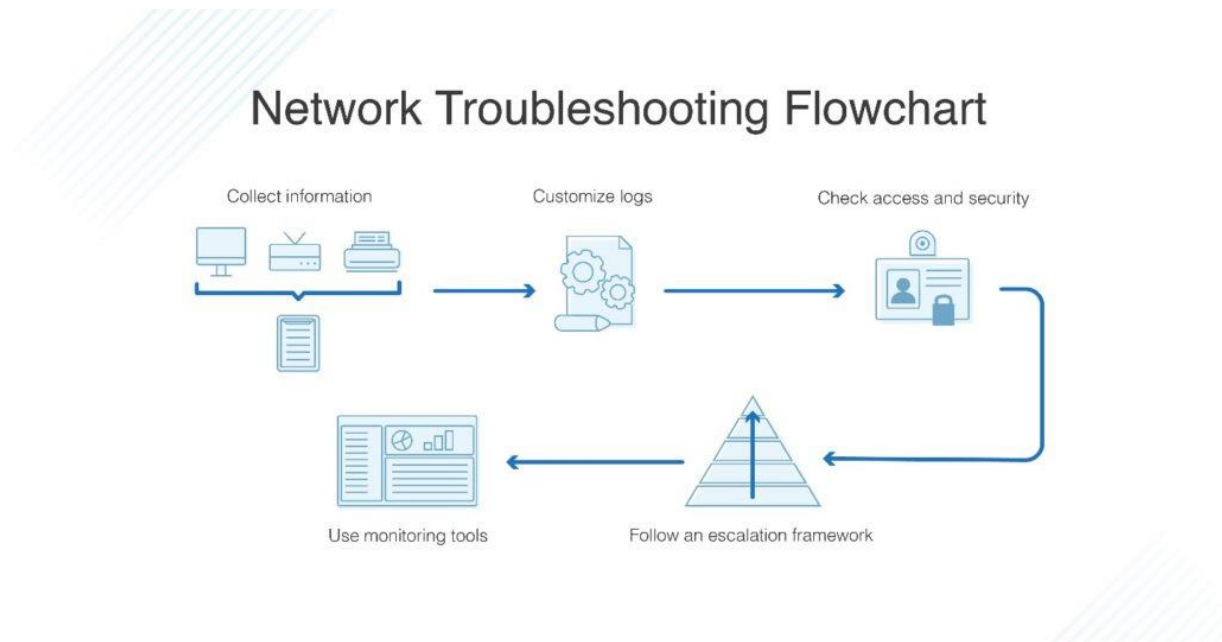 Network Troubleshooting Flowchart
Collect information
Customize logs
Check access and security
Follow an escalation framework
Use monitoring tools